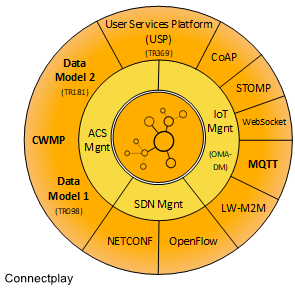 User Services Platform
(USP)
(TR369)
CoAP
STOMP
WebSocket
MQTT
LW-M2M
OpenFlow
NETCONF
Data
Model 1
(TR098)
CWMP
Data
Model 2
(TR181)
ACS
Mgnt
IoT
Mgnt
(OMA-
DM)
SDN Mgnt
Connectplay